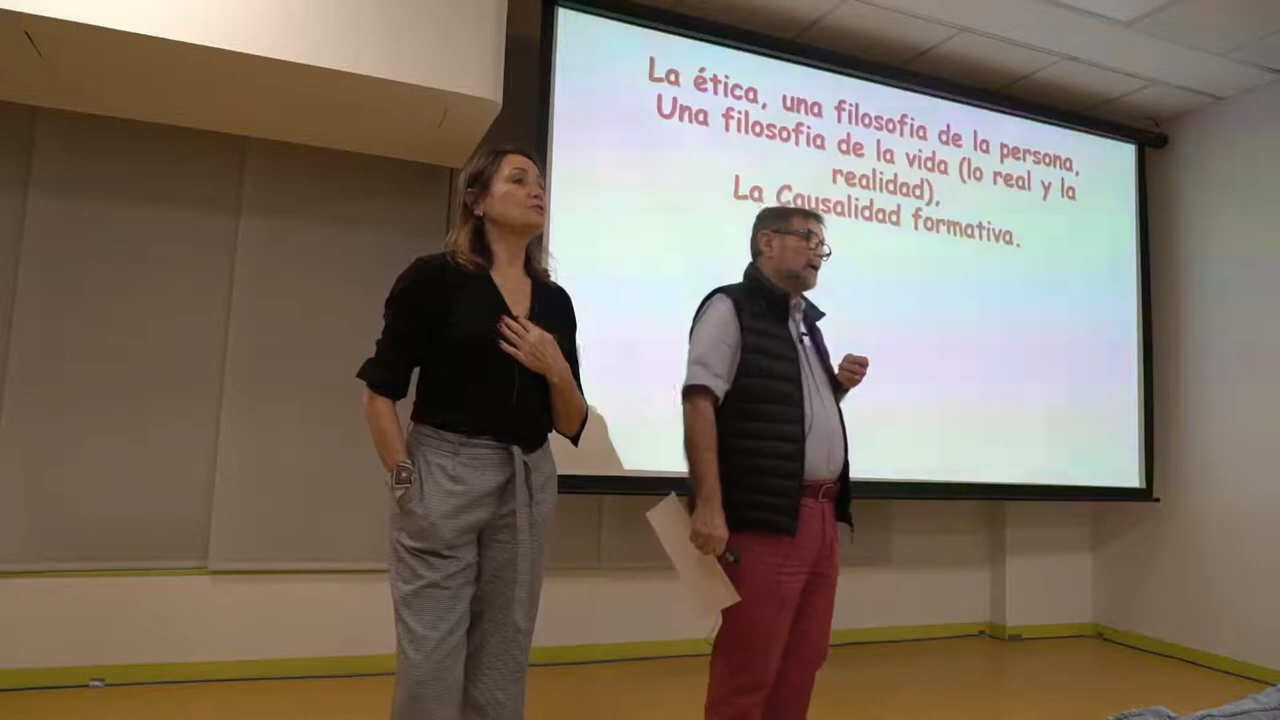 La ética, una filosofia de la persona,
Una filosofia de la vida (lo real y la
realidad),
La Causalidad formativa.